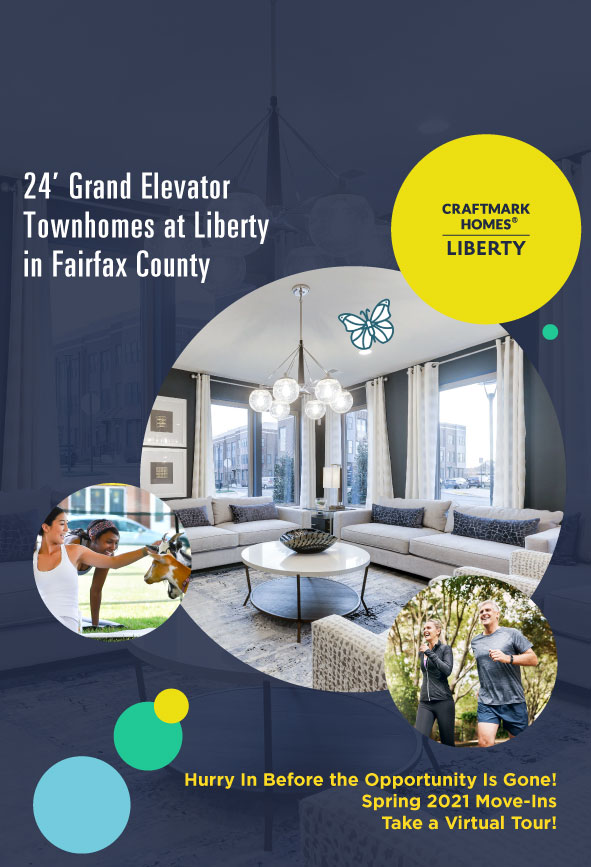 24′ Grand Elevator
Townhomes at Liberty
in Fairfax County
CRAFTMARK
HOMES®
LIBERTY
Hurry In Before the Opportunity Is Gone!
Spring 2021 Move-Ins
Take a Virtual Tour!